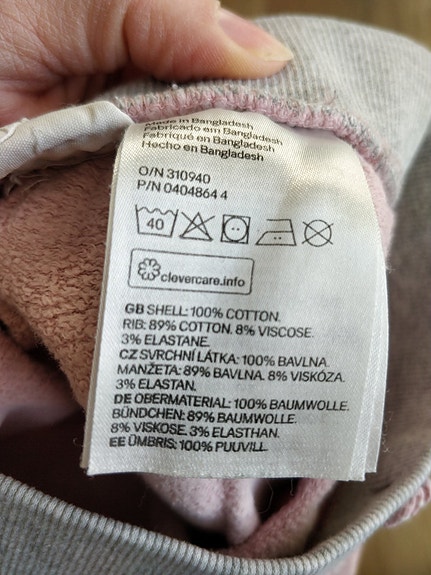 Made in Bangladesh
Fabricado em Bangladesh
Fabriqué en Bangladesh
Hecho en Bangladesh
O/N 310940
P/N 0404864 4
40
clevercare.info
GB SHELL: 100% COTTON.
RIB: 89% COTTON. 8% VISCOSE.
3% ELASTANE.
CZ SVRCHNÍ LÁTKA: 100% BAVLNA.
MANŽETA: 89% BAVLNA. 8% VISKÓZA.
3% ELASTAN.
DE OBERMATERIAL: 100% BAUMWOLLE.
BÜNDCHEN: 89% BAUMWOLLE.
8% VISKOSE. 3% ELASTHAN.
EE ÜMBRIS: 100% PUUVILL.